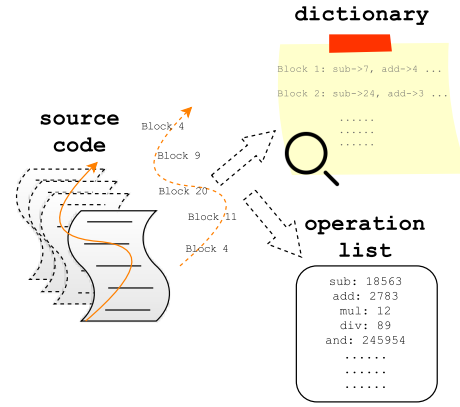 dictionary
Block 1: sub->7, add->4 ...
Block 2: sub->24, add->3 ...
......
......
......
source
code
Block 4
Block 9
Block 20
Block 11
Block 4
operation
list
sub: 18563
add: 2783
mul: 12
div: 89
and: 245954
......
......
......